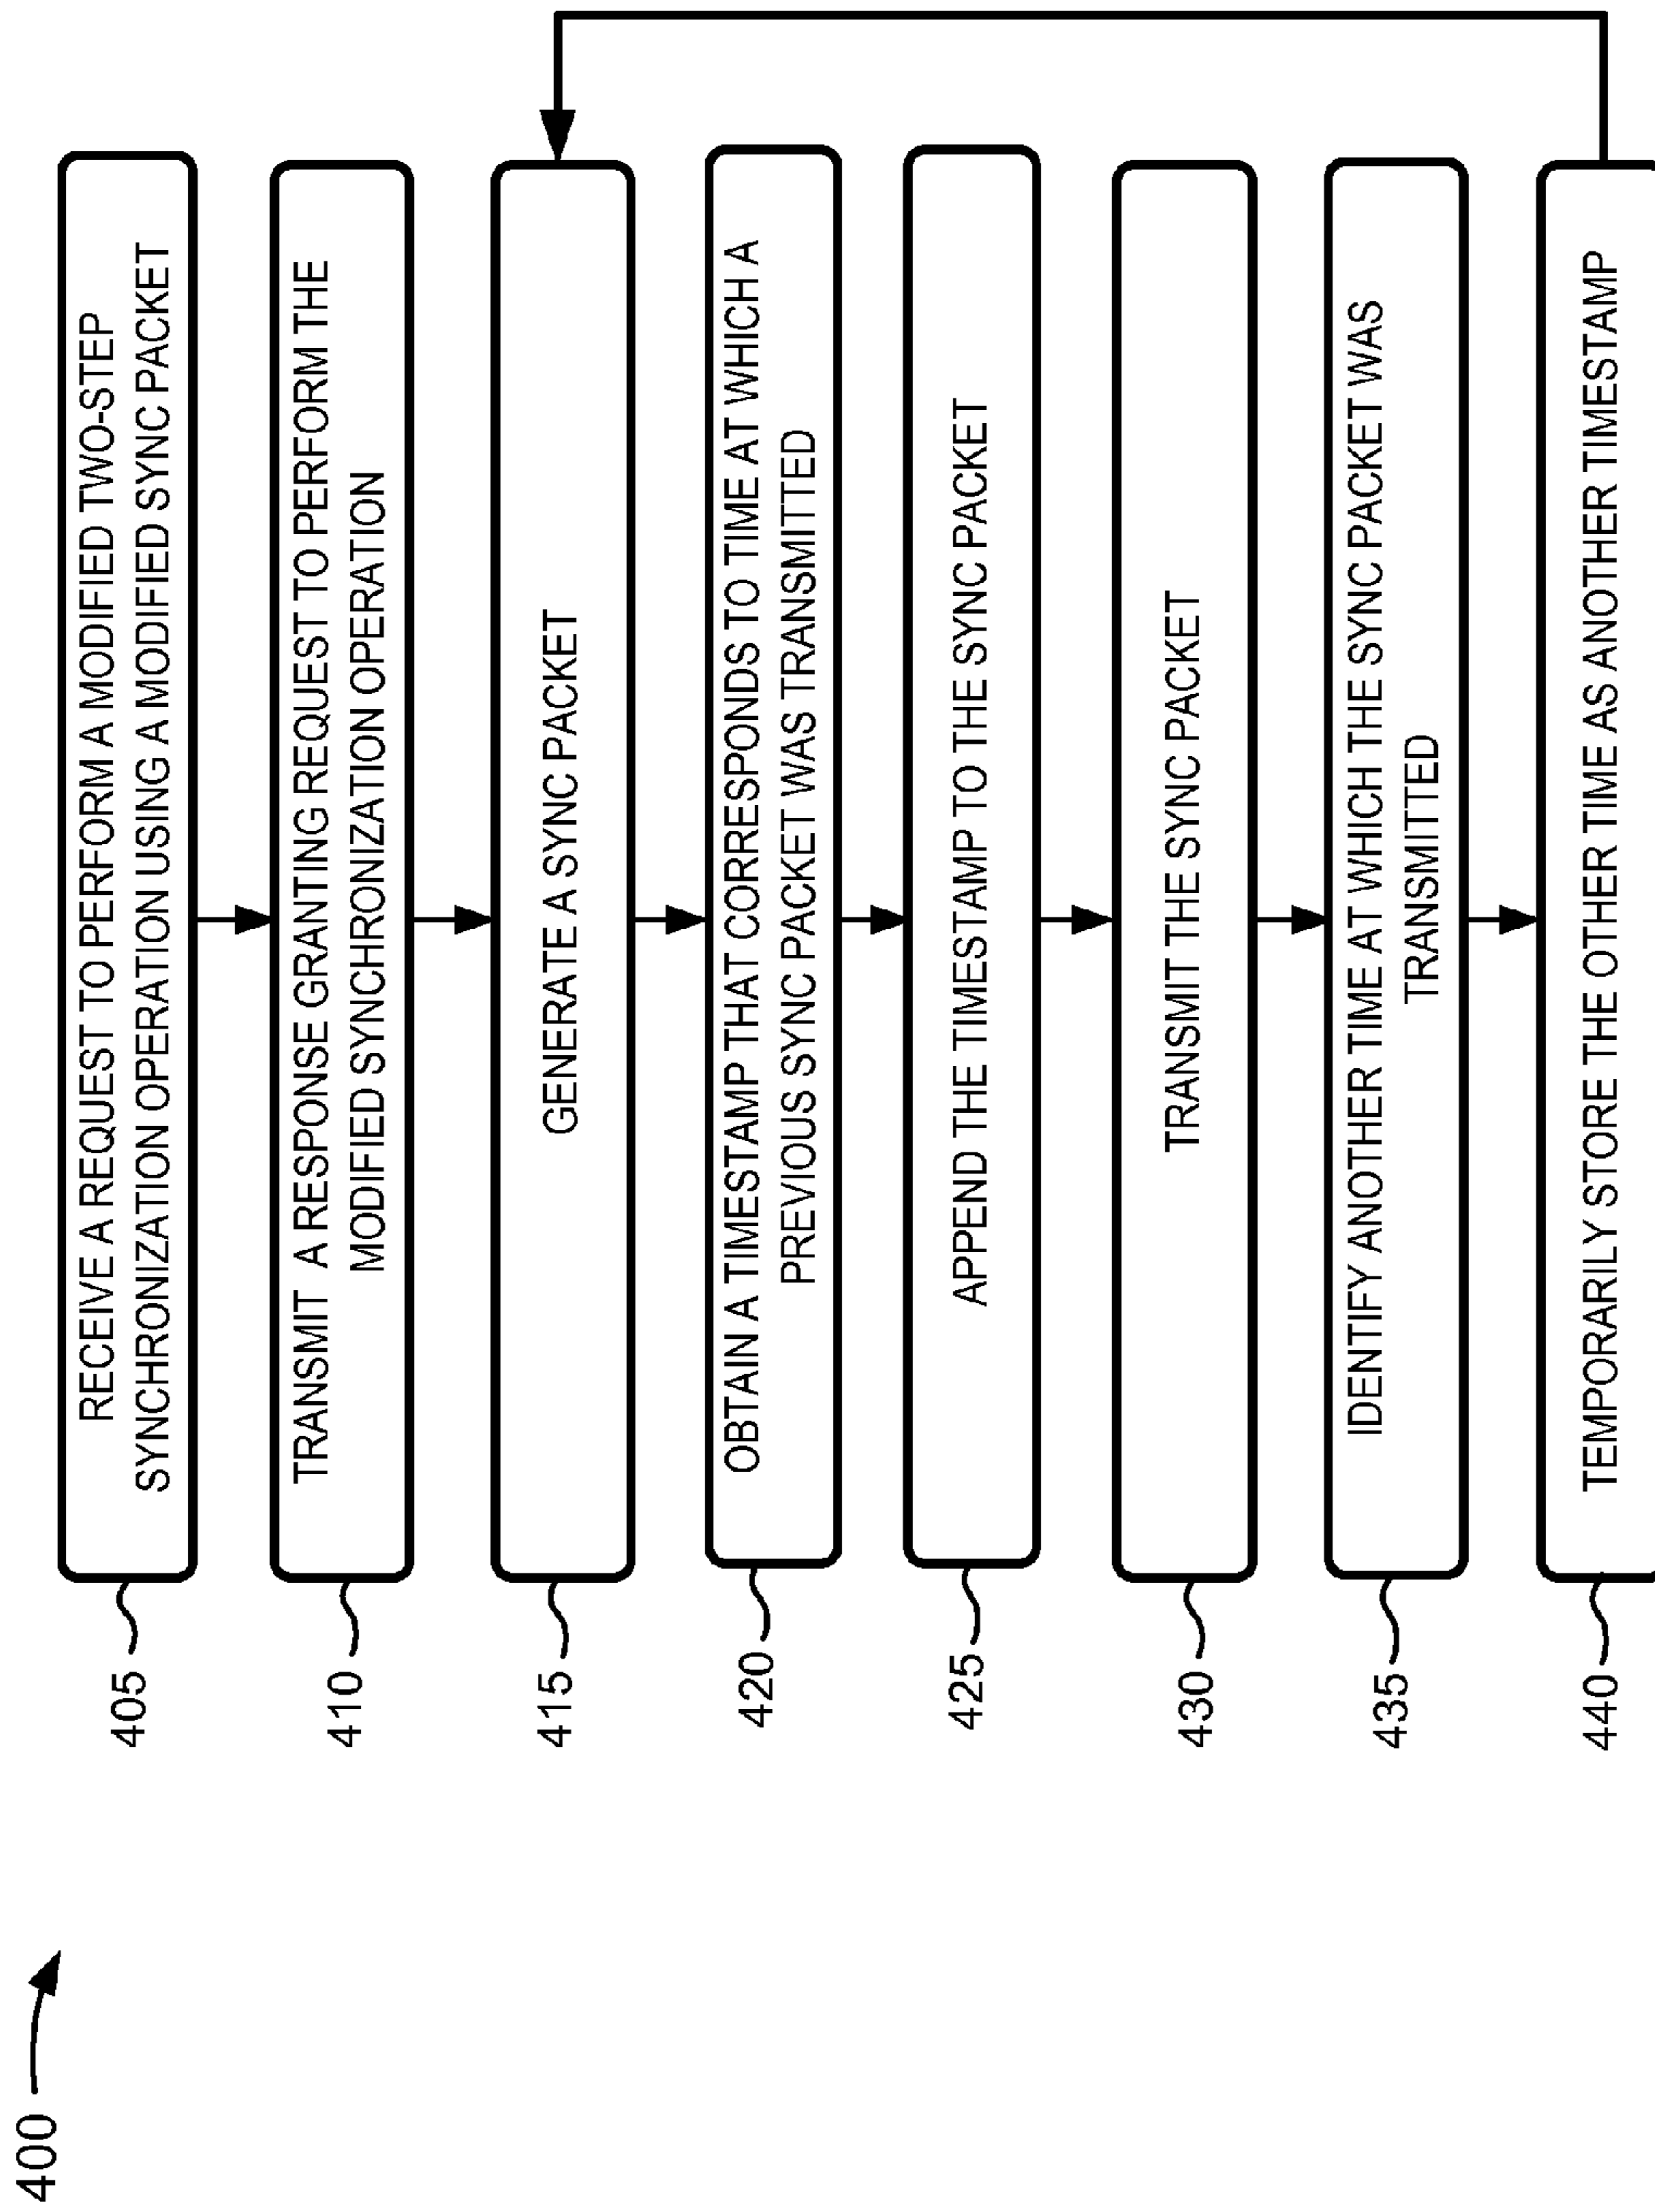 400
405
RECEIVE A REQUEST TO PERFORM A MODIFIED TWO-STEP
SYNCHRONIZATION OPERATION USING A MODIFIED SYNC PACKET
410
TRANSMIT A RESPONSE GRANTING REQUEST TO PERFORM THE
MODIFIED SYNCHRONIZATION OPERATION
415
GENERATE A SYNC PACKET
420
OBTAIN A TIMESTAMP THAT CORRESPONDS TO TIME AT WHICH A
PREVIOUS SYNC PACKET WAS TRANSMITTED
425
APPEND THE TIMESTAMP TO THE SYNC PACKET
430
TRANSMIT THE SYNC PACKET
435
IDENTIFY ANOTHER TIME AT WHICH THE SYNC PACKET WAS
TRANSMITTED
440
TEMPORARILY STORE THE OTHER TIME AS ANOTHER TIMESTAMP